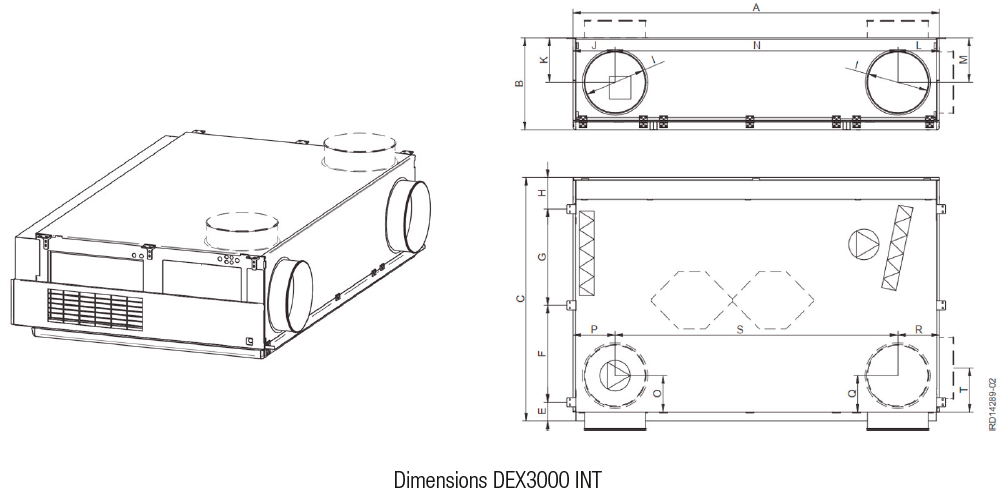 A
J N L
K I I M
B
H
G
C
P S R
F
O Q T
E
IRD14289-02
Dimensions DEX3000 INT